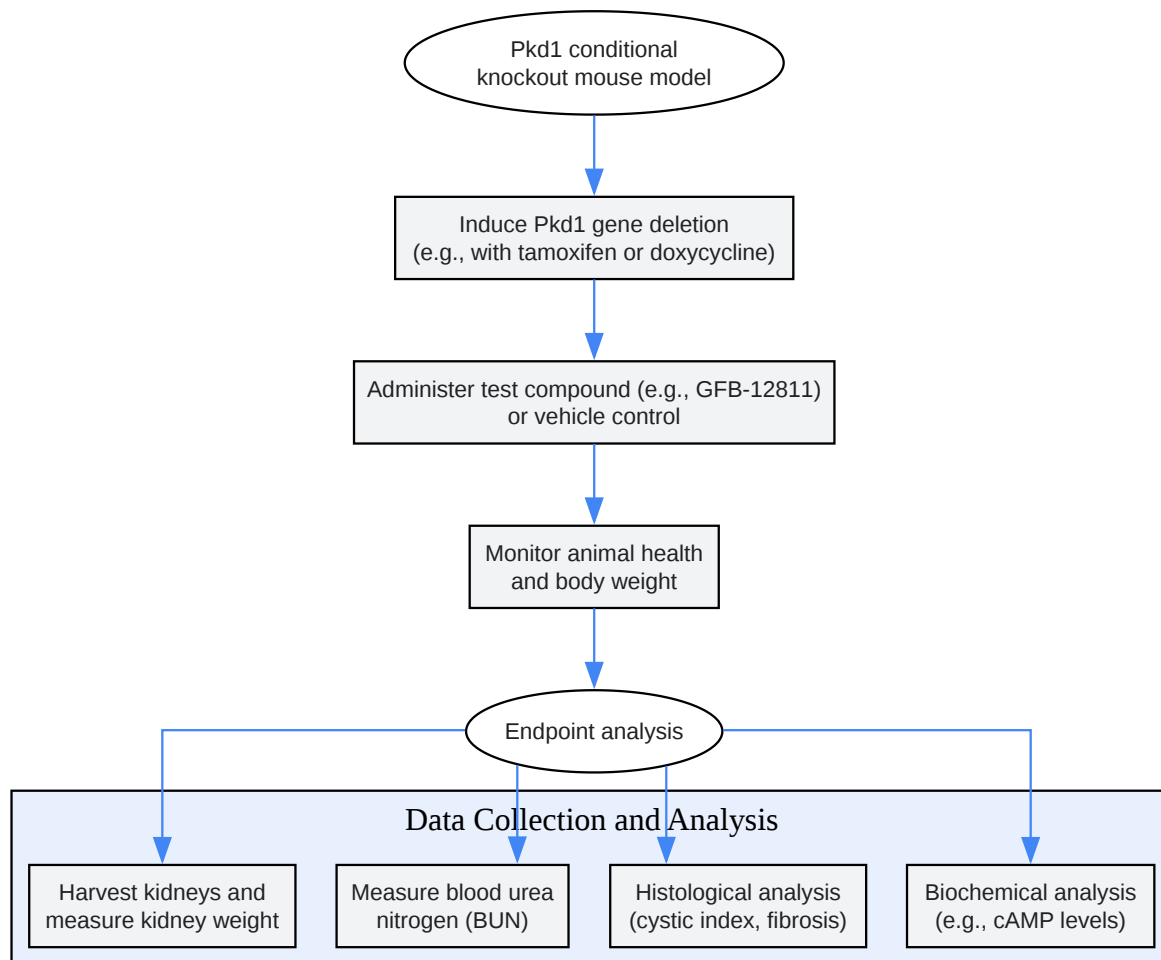 Pkd1 conditional
knockout mouse model
Induce Pkd1 gene deletion
(e.g., with tamoxifen or doxycycline)
Administer test compound (e.g., GFB-12811)
or vehicle control
Monitor animal health
and body weight
Endpoint analysis
Data Collection and Analysis
Harvest kidneys and
measure kidney weight
Measure blood urea
nitrogen (BUN)
Histological analysis
(cystic index, fibrosis)
Biochemical analysis
(e.g., cAMP levels)